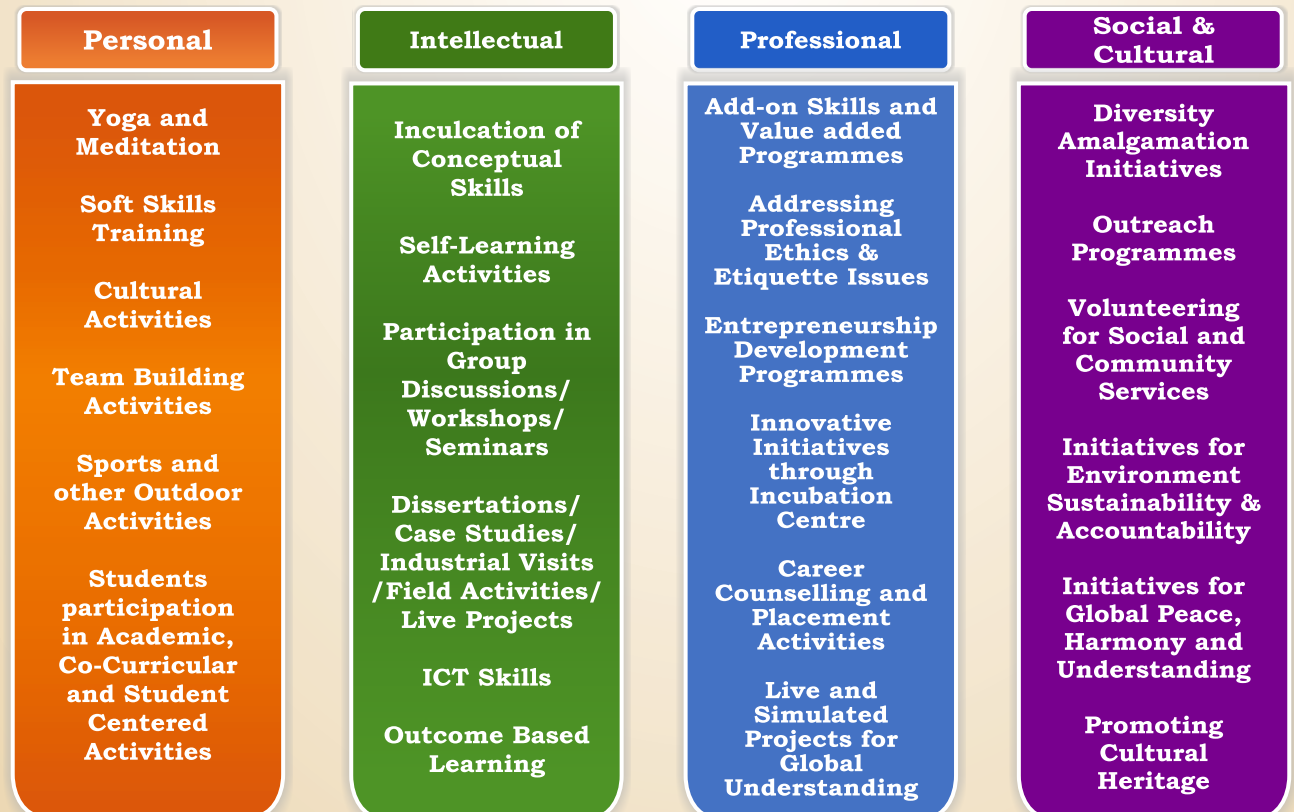 Personal
Yoga and
Meditation
Soft Skills
Training
Cultural
Activities
Team Building
Activities
Sports and
other Outdoor
Activities
Students
participation
in Academic,
Co-Curricular
and Student
Centered
Activities
Intellectual
Inculcation of
Conceptual
Skills
Self-Learning
Activities
Participation in
Group
Discussions/
Workshops/
Seminars
Dissertations/
Case Studies/
Industrial Visits
/Field Activities/
Live Projects
ICT Skills
Outcome Based
Learning
Professional
Add-on Skills and
Value added
Programmes
Addressing
Professional
Ethics &
Etiquette Issues
Entrepreneurship
Development
Programmes
Innovative
Initiatives
through
Incubation
Centre
Career
Counselling and
Placement
Activities
Live and
Simulated
Projects for
Global
Understanding
Social &
Cultural
Diversity
Amalgamation
Initiatives
Outreach
Programmes
Volunteering
for Social and
Community
Services
Initiatives for
Environment
Sustainability &
Accountability
Initiatives for
Global Peace,
Harmony and
Understanding
Promoting
Cultural
Heritage